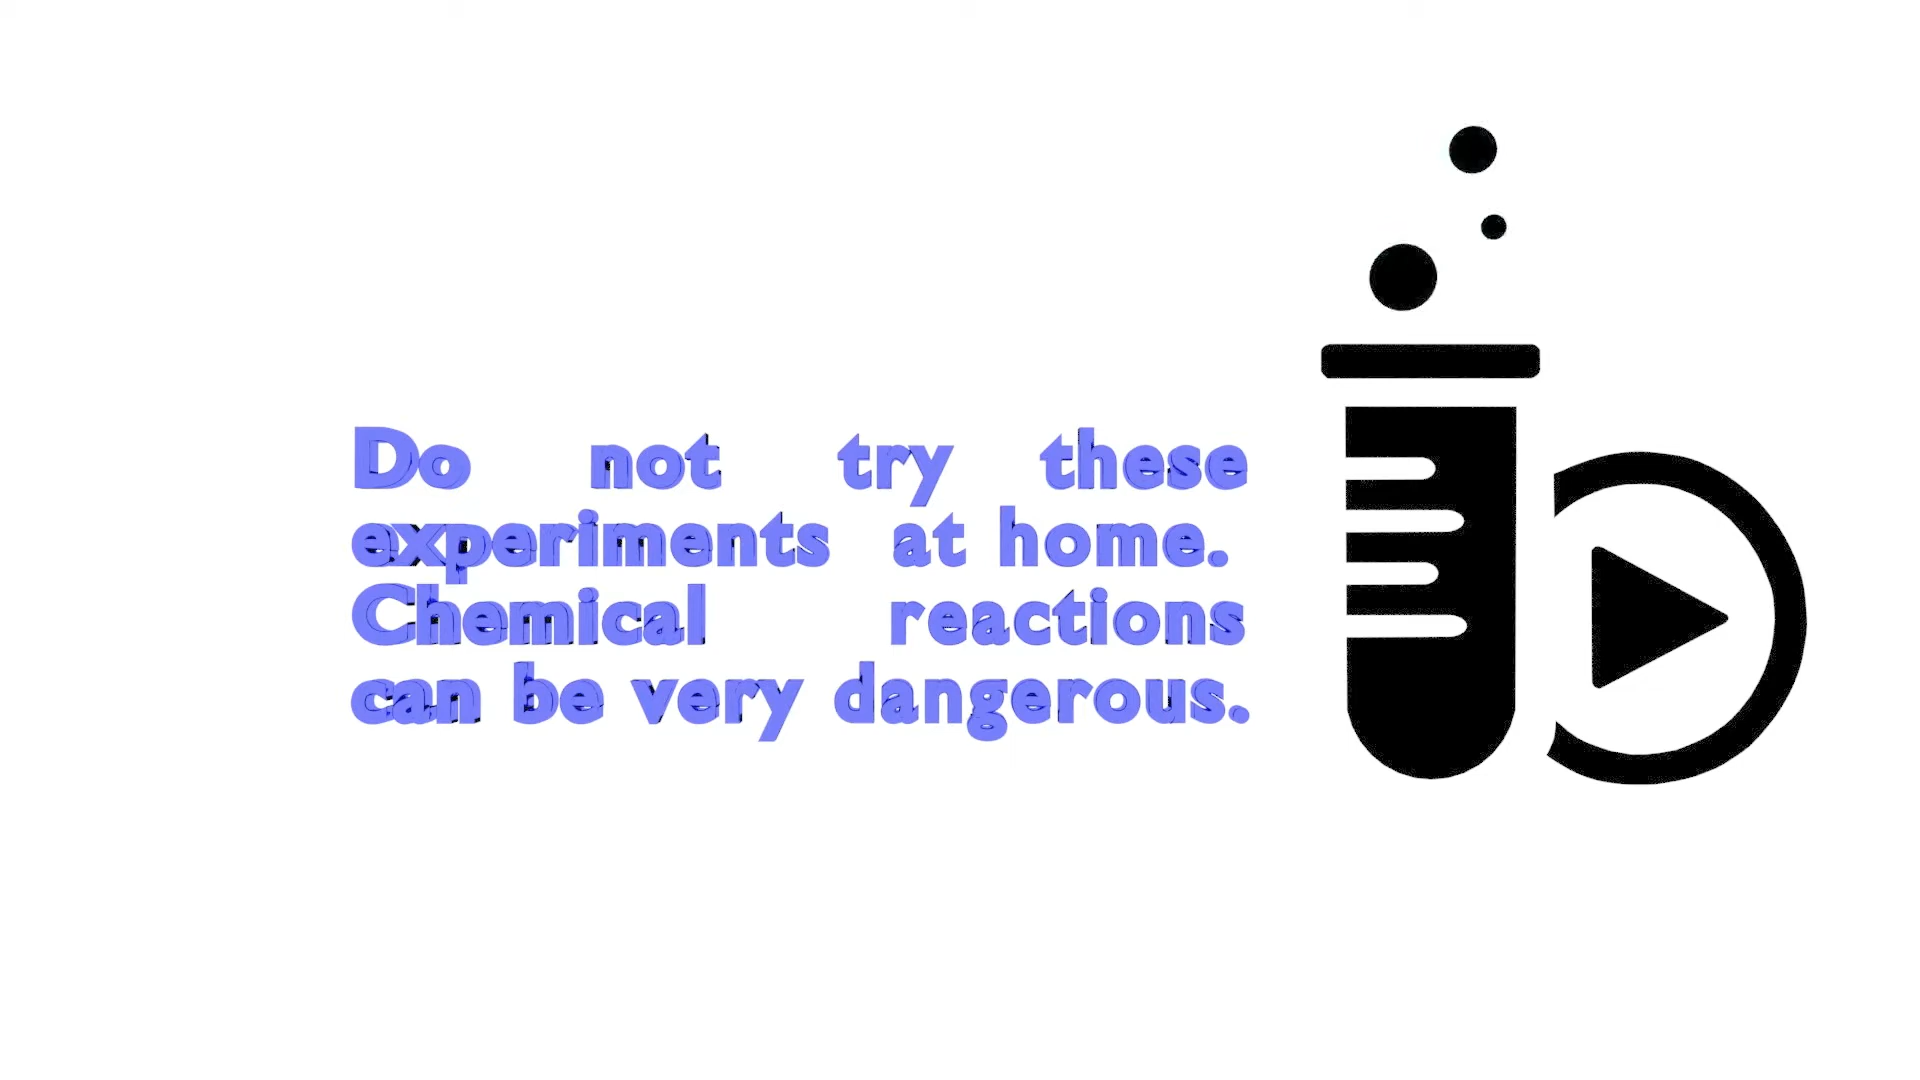 Do not try these
experiments at home.
Chemical reactions
can be very dangerous.